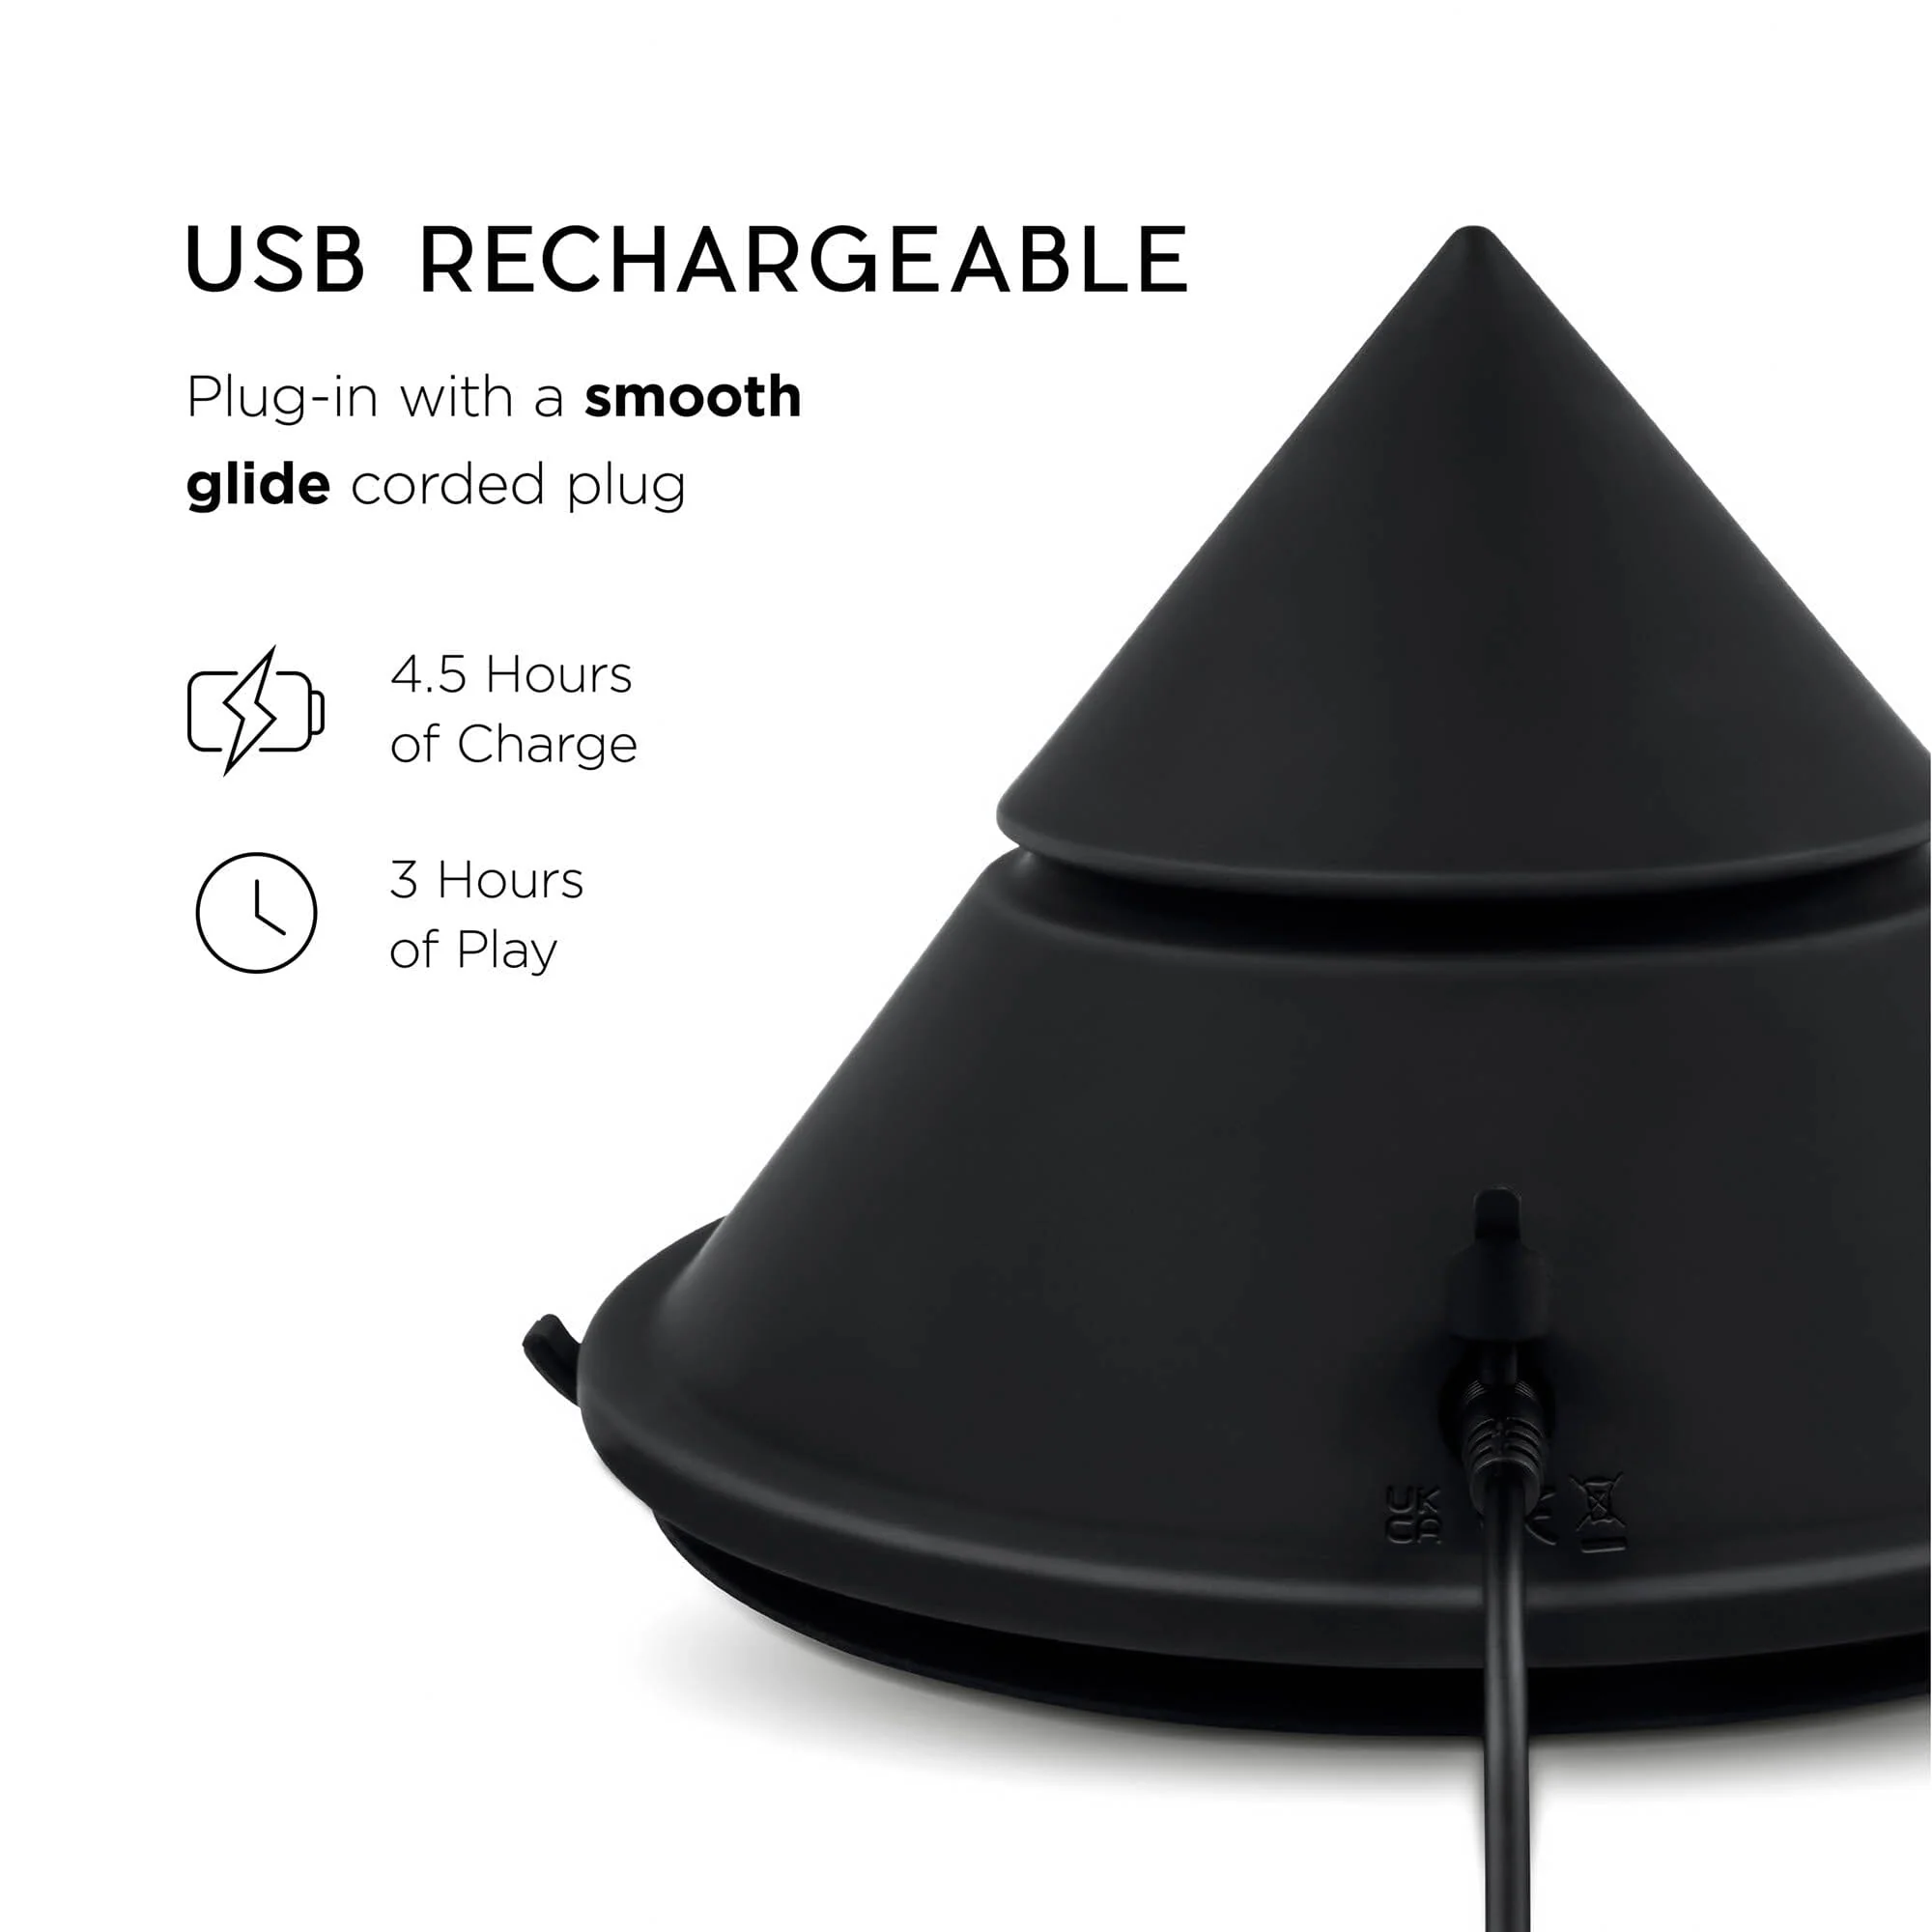 USB RECHARGEABLE
Plug-in with a smooth
glide corded plug
4.5 Hours
of Charge
3 Hours
of Play
UK
CA